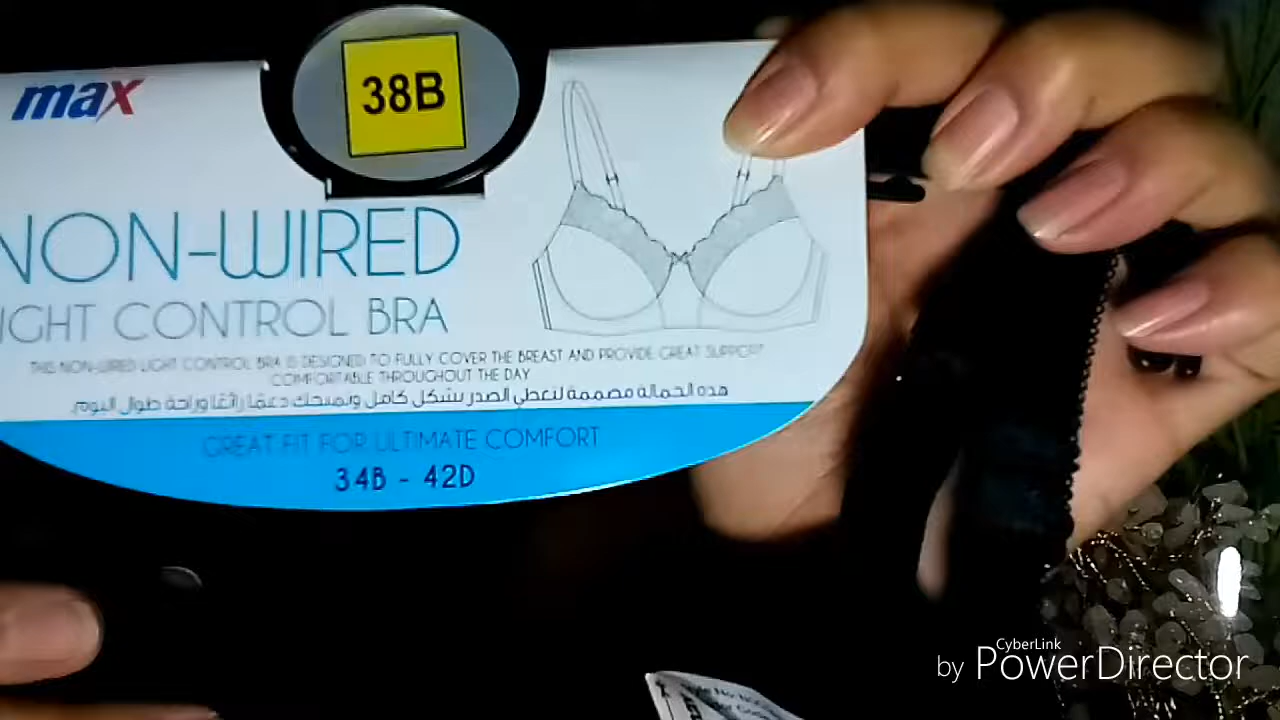 max
38B
NON-WIRED
IGHT CONTROL BRA
THIS NON-WIRED LIGHT CONTROL BRA IS DESIGNED TO FULLY COVER THE BREAST AND PROVIDE GREAT SUPPORT
COMFORTABLE THROUGHOUT THE DAY
هذه الحمالة مصممة لتغطي الصدر بشكل كامل وتمنحك دعمًا رائعًا وراحة طوال اليوم.
GREAT FIT FOR ULTIMATE COMFORT
34B - 42D
CyberLink
by PowerDirector